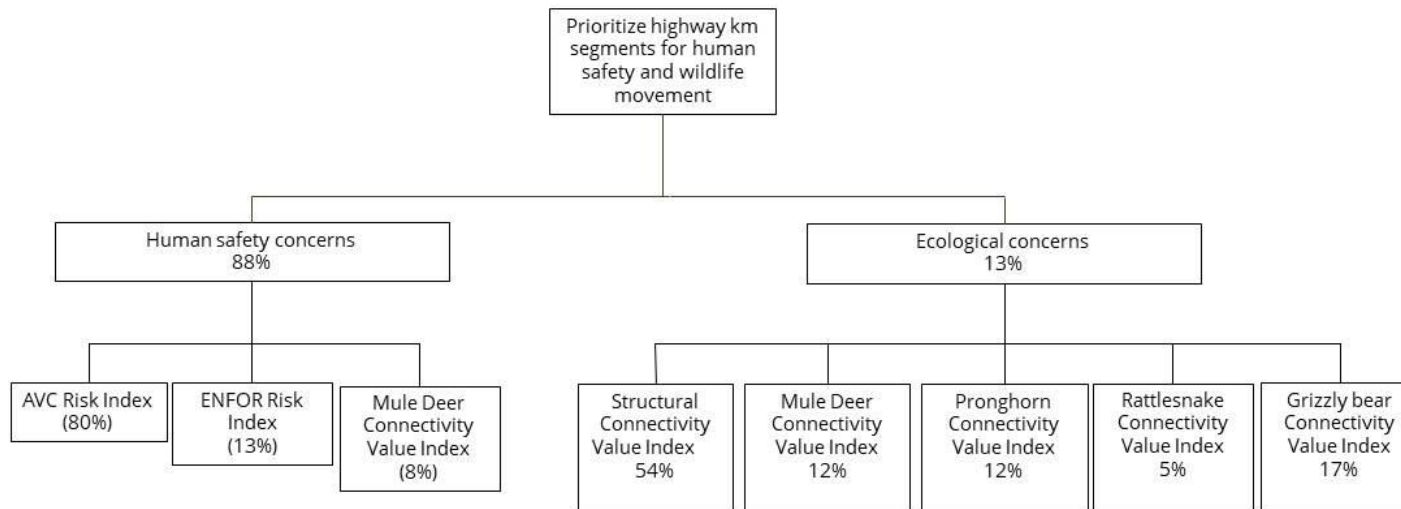 Prioritize highway km
segments for human
safety and wildlife
movement
Human safety concerns
88%
Ecological concerns
13%
AVC Risk Index
(80%)
ENFOR Risk
Index
(13%)
Mule Deer
Connectivity
Value Index
(8%)
Structural
Connectivity
Value Index
54%
Mule Deer
Connectivity
Value Index
12%
Pronghorn
Connectivity
Value Index
12%
Rattlesnake
Connectivity
Value Index
5%
Grizzly bear
Connectivity
Value Index
17%